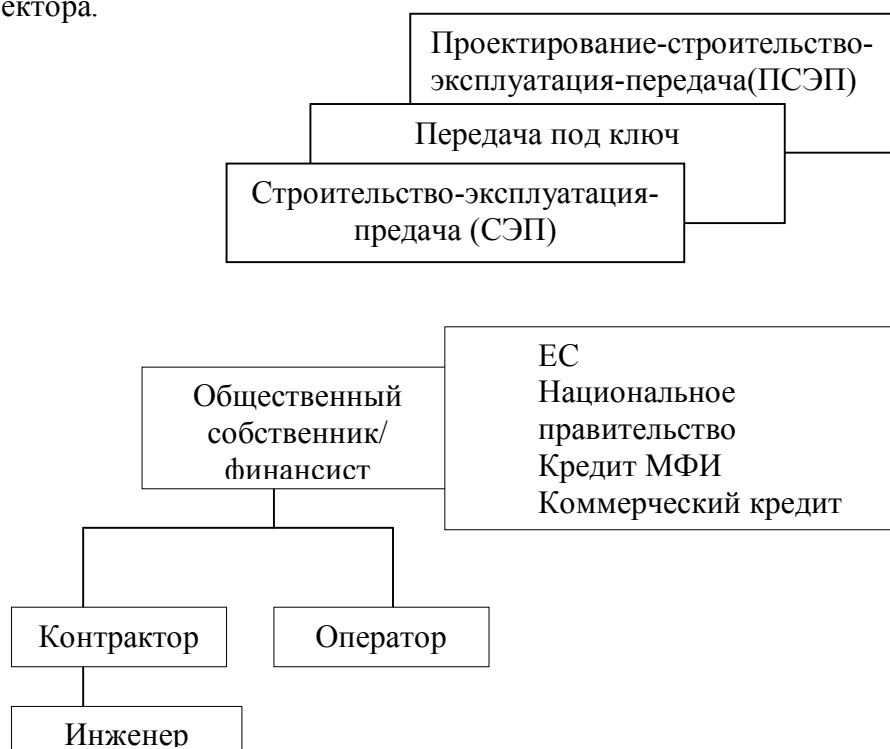 ектора.
Проектирование-строительство-
эксплуатация-передача(ПСЭП)
Передача под ключ
Строительство-эксплуатация-
предача (СЭП)
Общественный
собственник/
финансист
ЕС
Национальное
правительство
Кредит МФИ
Коммерческий кредит
Контрактор
Оператор
Инженер